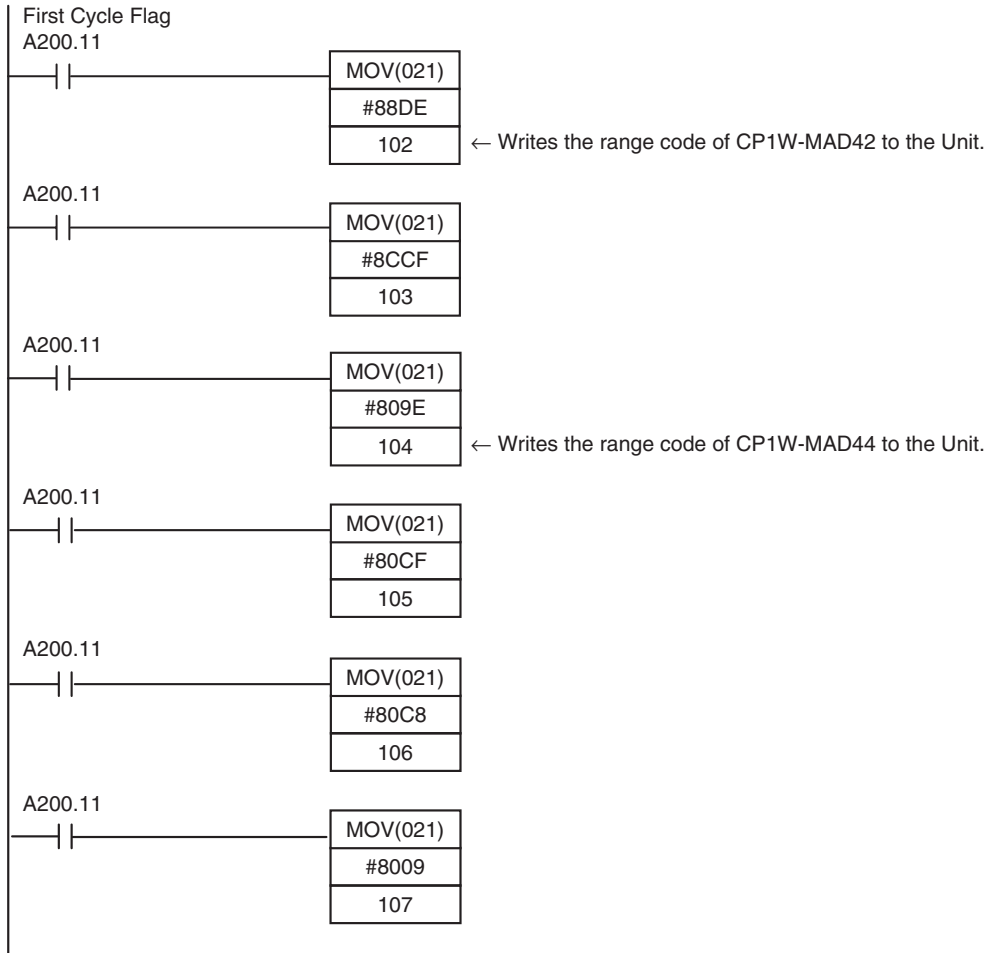 First Cycle Flag
A200.11
MOV(021)
#88DE
102 ← Writes the range code of CP1W-MAD42 to the Unit.
A200.11
MOV(021)
#8CCF
103
A200.11
MOV(021)
#809E
104 ← Writes the range code of CP1W-MAD44 to the Unit.
A200.11
MOV(021)
#80CF
105
A200.11
MOV(021)
#80C8
106
A200.11
MOV(021)
#8009
107